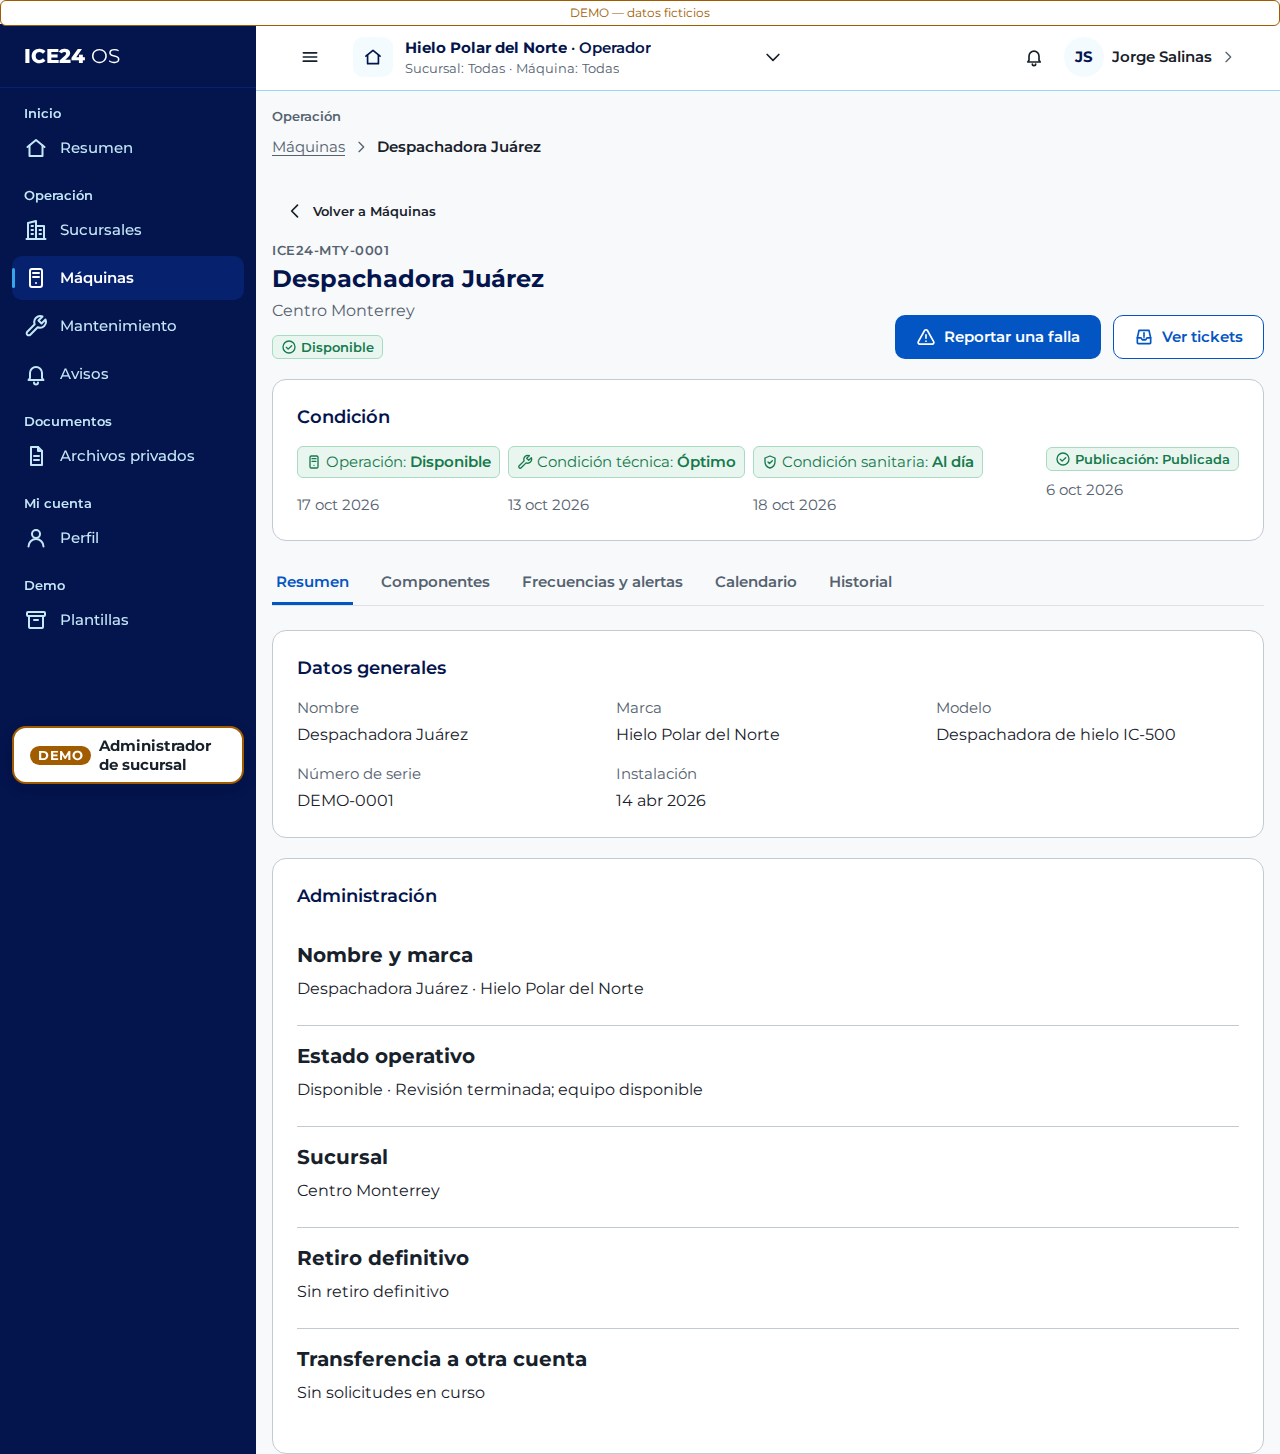 DEMO — datos ficticios
ICE24 OS
Inicio
Resumen
Operación
Sucursales
Máquinas
Mantenimiento
Avisos
Documentos
Archivos privados
Mi cuenta
Perfil
Demo
Plantillas
DEMO
Administrador
de sucursal
Hielo Polar del Norte · Operador
Sucursal: Todas · Máquina: Todas
JS
Jorge Salinas
Operación
Máquinas
Despachadora Juárez
Volver a Máquinas
ICE24-MTY-0001
Despachadora Juárez
Centro Monterrey
Disponible
Reportar una falla
Ver tickets
Condición
Operación: Disponible
Condición técnica: Óptimo
Condición sanitaria: Al día
Publicación: Publicada
17 oct 2026
13 oct 2026
18 oct 2026
6 oct 2026
Resumen
Componentes
Frecuencias y alertas
Calendario
Historial
Datos generales
Nombre
Despachadora Juárez
Marca
Hielo Polar del Norte
Modelo
Despachadora de hielo IC-500
Número de serie
DEMO-0001
Instalación
14 abr 2026
Administración
Nombre y marca
Despachadora Juárez · Hielo Polar del Norte
Estado operativo
Disponible · Revisión terminada; equipo disponible
Sucursal
Centro Monterrey
Retiro definitivo
Sin retiro definitivo
Transferencia a otra cuenta
Sin solicitudes en curso